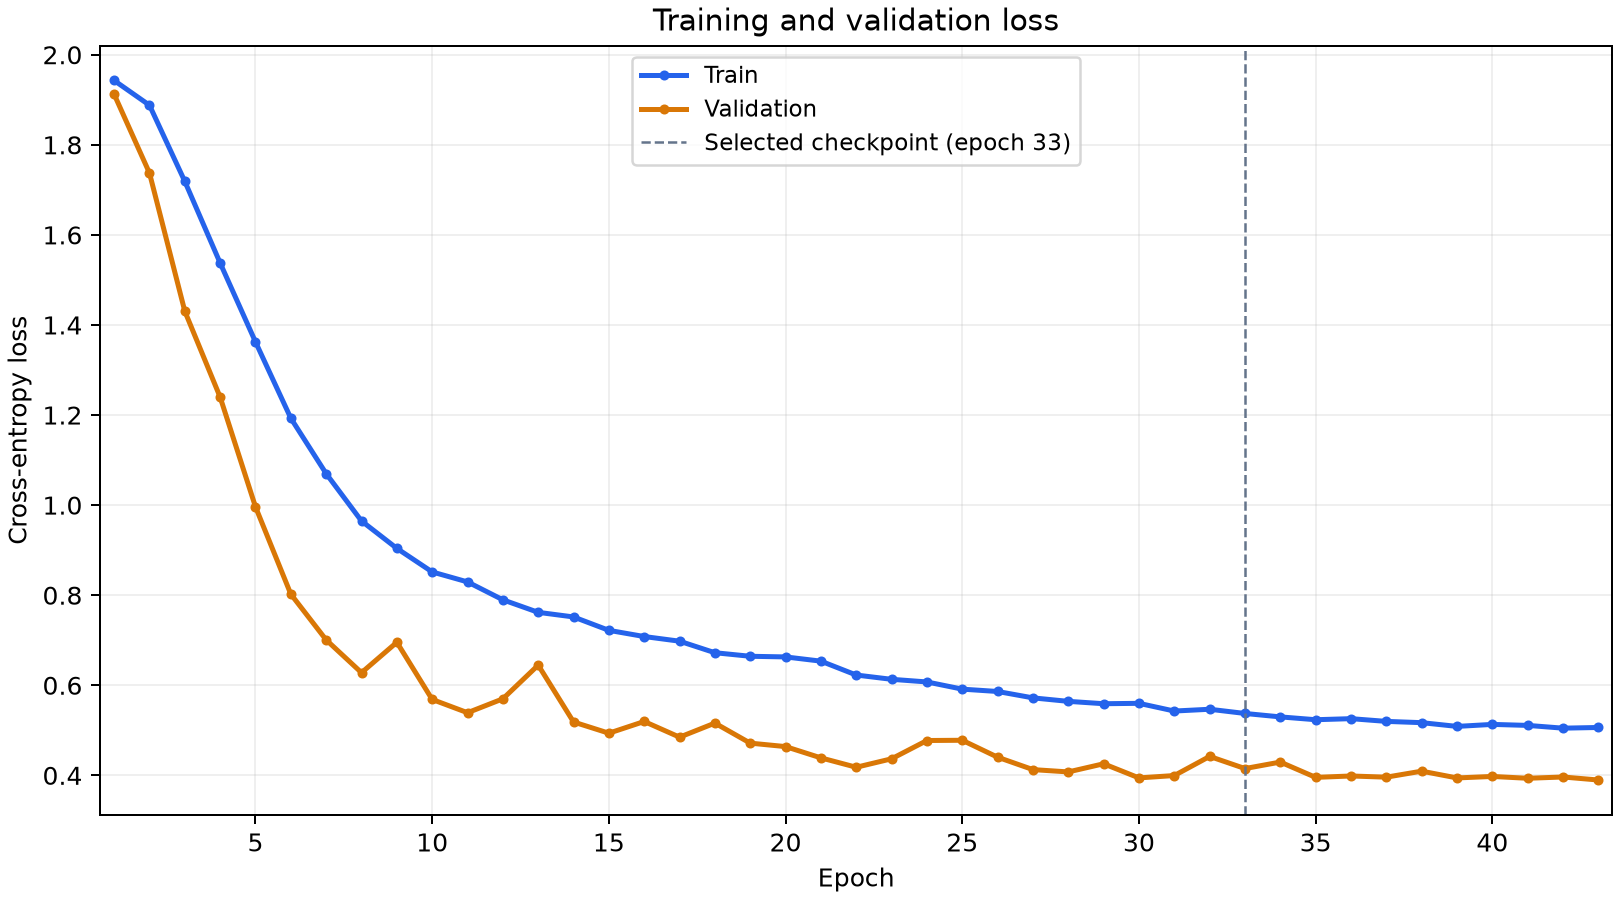 Training and validation loss
Train
Validation
Selected checkpoint (epoch 33)
Cross-entropy loss
2.0
1.8
1.6
1.4
1.2
1.0
0.8
0.6
0.4
5 10 15 20 25 30 35 40
Epoch